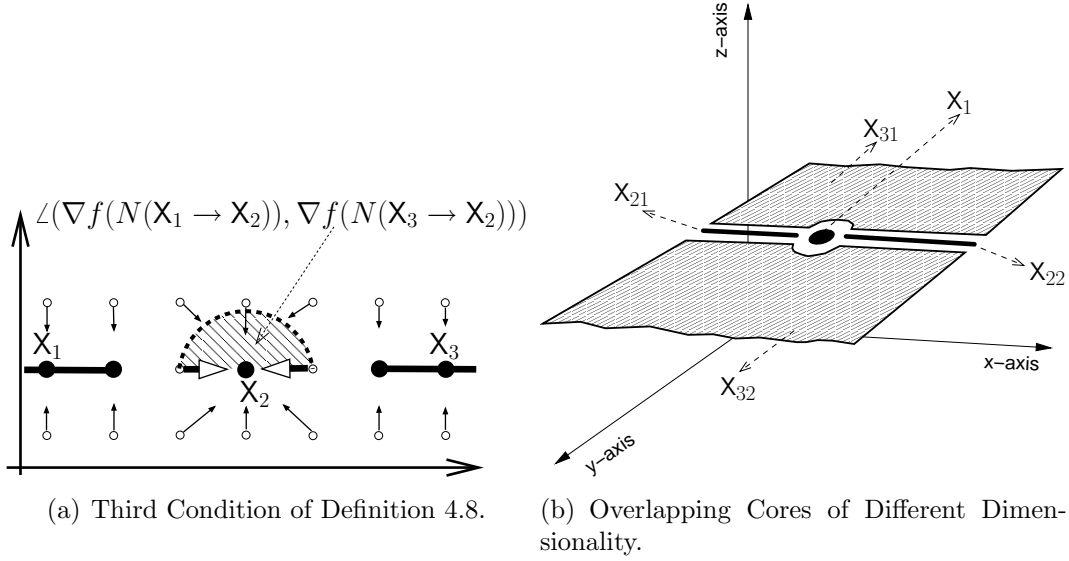 ∠(∇f(N(X₁ → X₂)), ∇f(N(X₃ → X₂)))
X₁
X₃
X₂
(a) Third Condition of Definition 4.8.
z–axis
X₁
X₃₁
X₂₁
X₂₂
x–axis
X₃₂
y–axis
(b) Overlapping Cores of Different Dimen-
sionality.